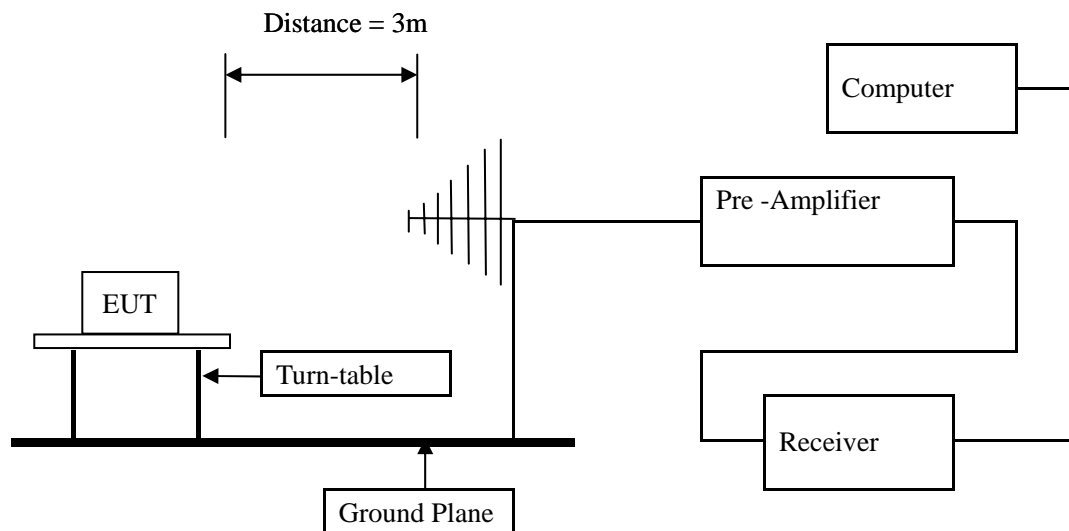 Distance = 3m
Computer
Pre -Amplifier
EUT
Turn-table
Receiver
Ground Plane